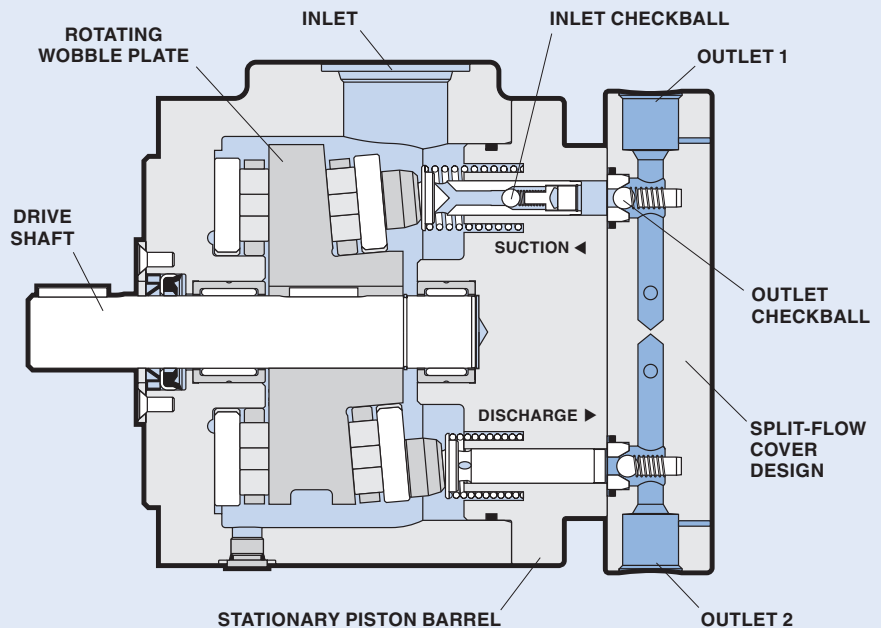 INLET
INLET CHECKBALL
ROTATING
WOBBLE PLATE
OUTLET 1
DRIVE
SHAFT
SUCTION ◀
OUTLET
CHECKBALL
DISCHARGE ▶
SPLIT-FLOW
COVER
DESIGN
STATIONARY PISTON BARREL
OUTLET 2